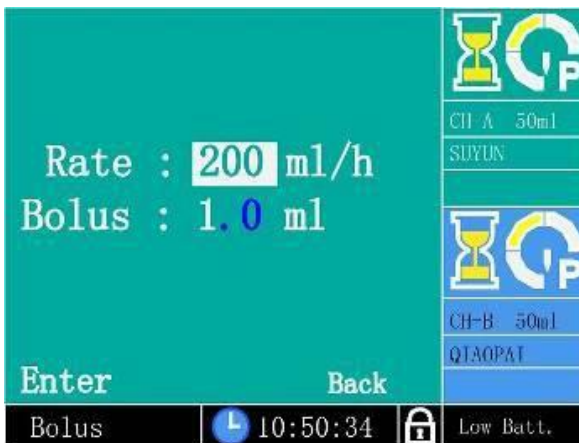 Rate : 200 ml/h
Bolus : 1.0 ml
Enter Back
P
CH-A 50ml
SUYUN
P
CH-B 50ml
QIAOPAI
Bolus 10:50:34 Low Batt.